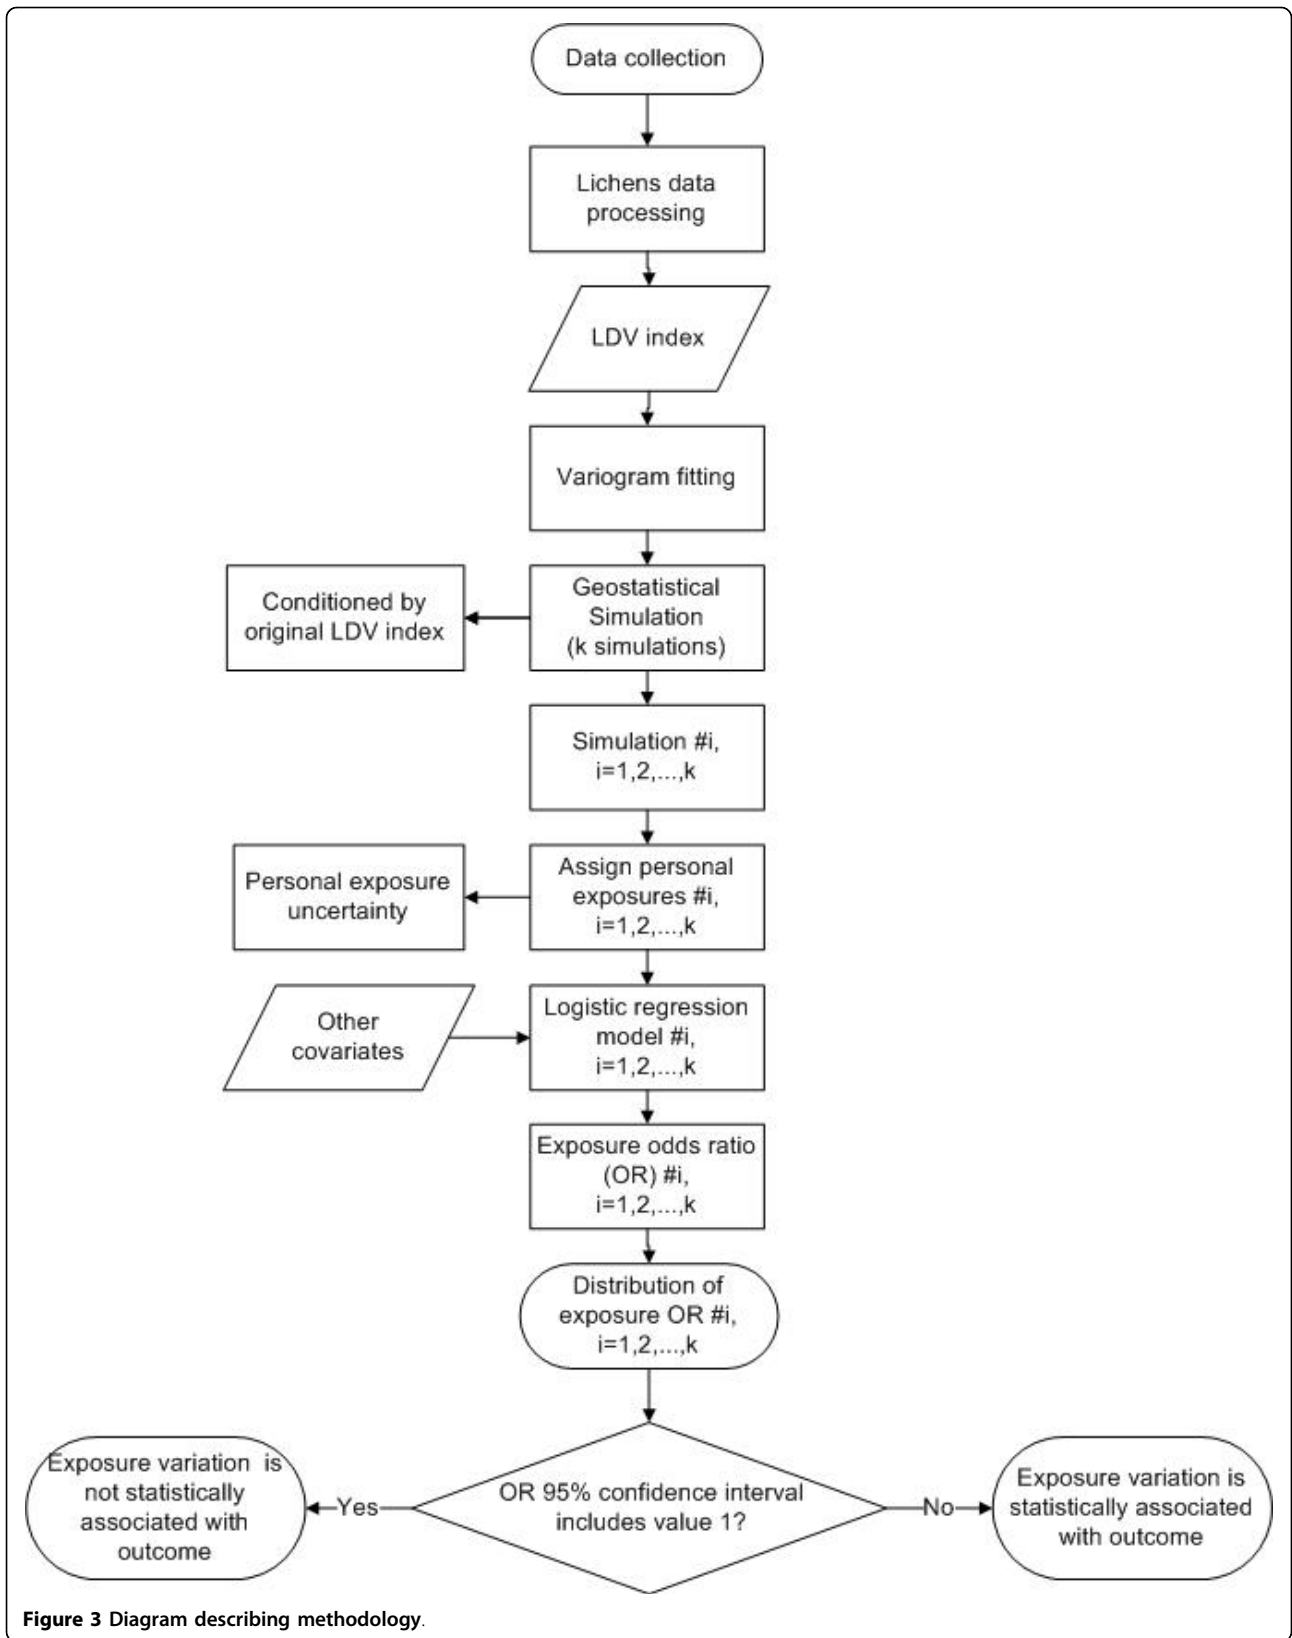 Data collection
Lichens data
processing
LDV index
Variogram fitting
Conditioned by
original LDV index
Geostatistical
Simulation
(k simulations)
Simulation #i,
i=1,2,...,k
Personal exposure
uncertainty
Assign personal
exposures #i,
i=1,2,...,k
Other
covariates
Logistic regression
model #i,
i=1,2,...,k
Exposure odds ratio
(OR) #i,
i=1,2,...,k
Distribution of
exposure OR #i,
i=1,2,...,k
Exposure variation is
not statistically
associated with
outcome
Yes
OR 95% confidence interval
includes value 1?
No
Exposure variation is
statistically associated
with outcome
Figure 3 Diagram describing methodology.